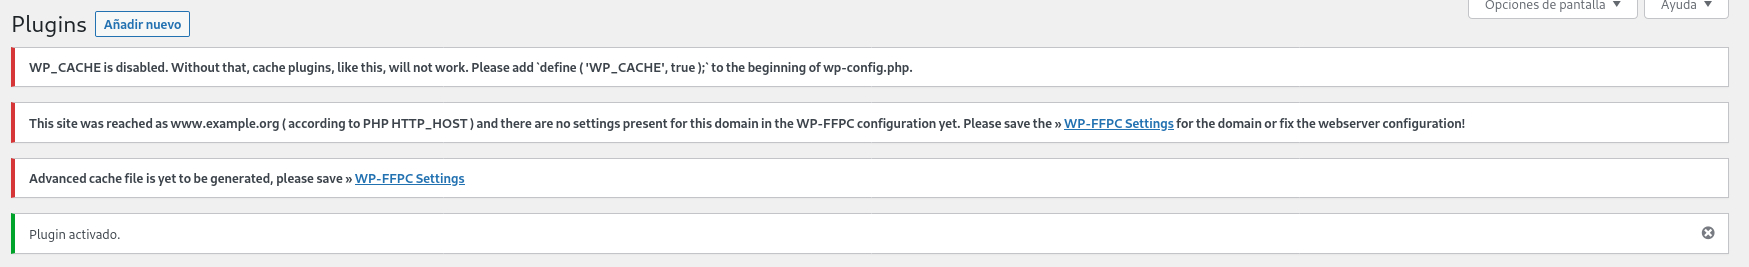 Opciones de pantalla
Ayuda
Plugins
Añadir nuevo
WP_CACHE is disabled. Without that, cache plugins, like this, will not work. Please add `define ( 'WP_CACHE', true );` to the beginning of wp-config.php.
This site was reached as www.example.org ( according to PHP HTTP_HOST ) and there are no settings present for this domain in the WP-FFPC configuration yet. Please save the » WP-FFPC Settings for the domain or fix the webserver configuration!
Advanced cache file is yet to be generated, please save » WP-FFPC Settings
Plugin activado.